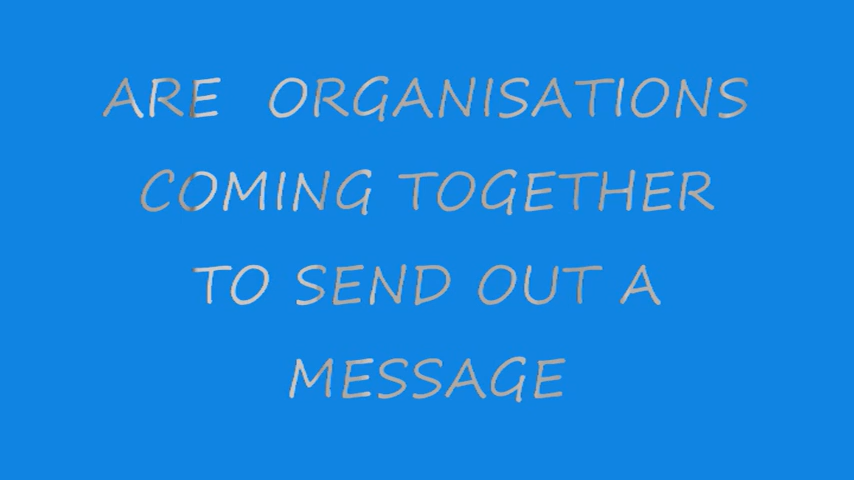 ARE ORGANISATIONS
COMING TOGETHER
TO SEND OUT A
MESSAGE